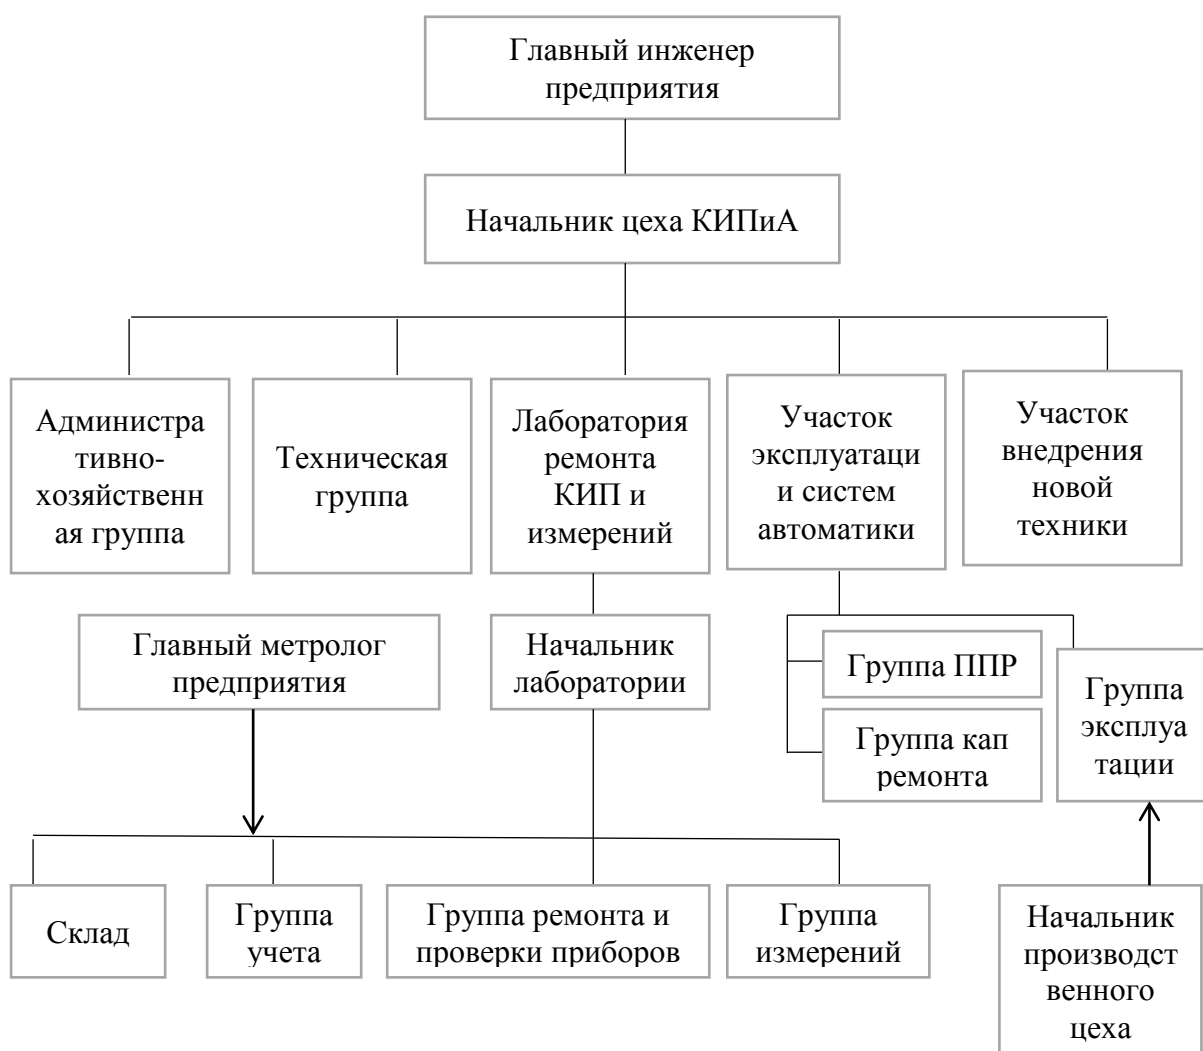 Главный инженер
предприятия
Начальник цеха КИПиА
Администра
тивно-
хозяйственн
ая группа
Техническая
группа
Лаборатория
ремонта
КИП и
измерений
Участок
эксплуатаци
и систем
автоматики
Участок
внедрения
новой
техники
Главный метролог
предприятия
Начальник
лаборатории
Группа ППР
Группа кап
ремонта
Группа
эксплуа
тации
Склад
Группа
учета
Группа ремонта и
проверки приборов
Группа
измерений
Начальник
производст
венного
цеха